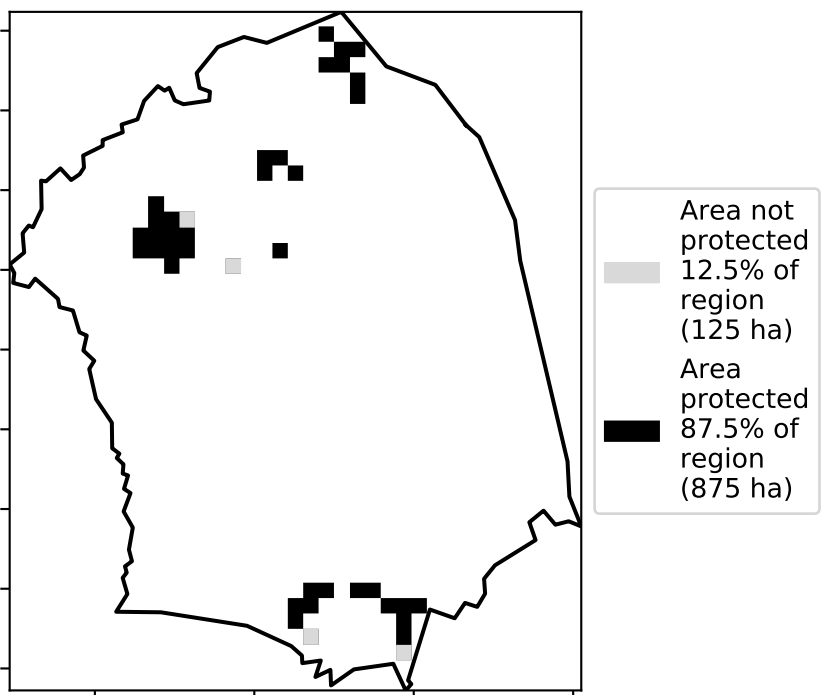 Area not
protected
12.5% of
region
(125 ha)
Area
protected
87.5% of
region
(875 ha)